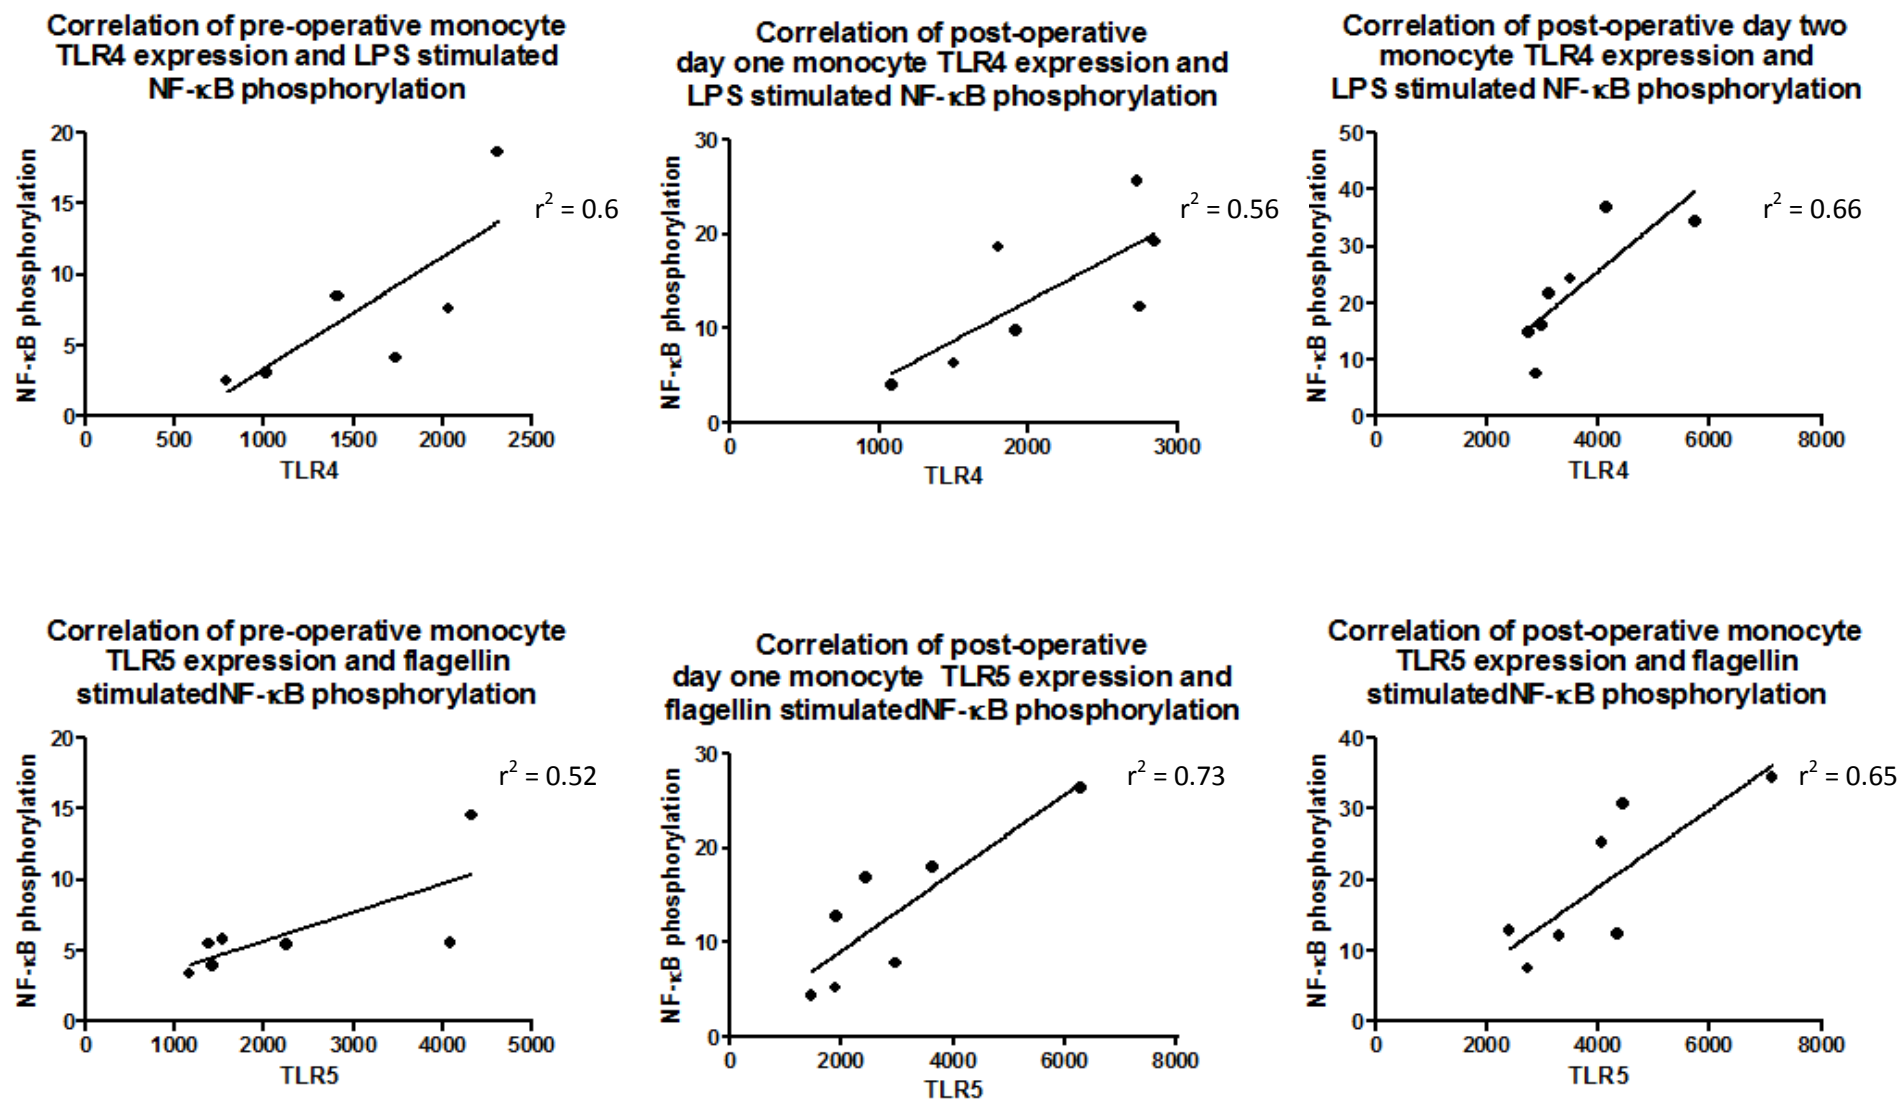 Correlation of pre-operative monocyte
TLR4 expression and LPS stimulated
NF-κB phosphorylation
20
15
10
5
0
NF-κB phosphorylation
r² = 0.6
0 500 1000 1500 2000 2500
TLR4
Correlation of post-operative
day one monocyte TLR4 expression and
LPS stimulated NF-κB phosphorylation
30
20
10
0
NF-κB phosphorylation
r² = 0.56
0 1000 2000 3000
TLR4
Correlation of post-operative day two
monocyte TLR4 expression and
LPS stimulated NF-κB phosphorylation
50
40
30
20
10
0
NF-κB phosphorylation
r² = 0.66
0 2000 4000 6000 8000
TLR4
Correlation of pre-operative monocyte
TLR5 expression and flagellin
stimulatedNF-κB phosphorylation
20
15
10
5
0
NF-κB phosphorylation
r² = 0.52
0 1000 2000 3000 4000 5000
TLR5
Correlation of post-operative
day one monocyte TLR5 expression and
flagellin stimulatedNF-κB phosphorylation
30
20
10
0
NF-κB phosphorylation
r² = 0.73
0 2000 4000 6000 8000
TLR5
Correlation of post-operative monocyte
TLR5 expression and flagellin
stimulatedNF-κB phosphorylation
40
30
20
10
0
NF-κB phosphorylation
r² = 0.65
0 2000 4000 6000 8000
TLR5